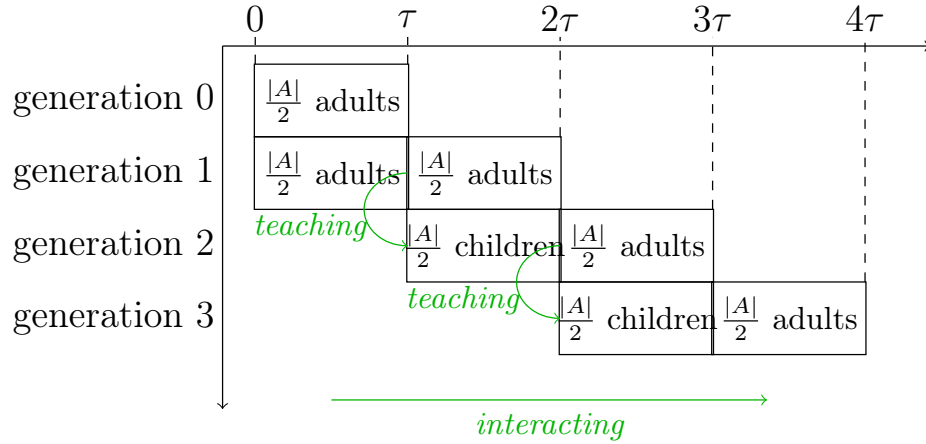 0 τ 2τ 3τ 4τ
generation 0 |A|/2 adults
generation 1 |A|/2 adults |A|/2 adults
teaching
generation 2 |A|/2 children |A|/2 adults
teaching
generation 3 |A|/2 children |A|/2 adults
interacting